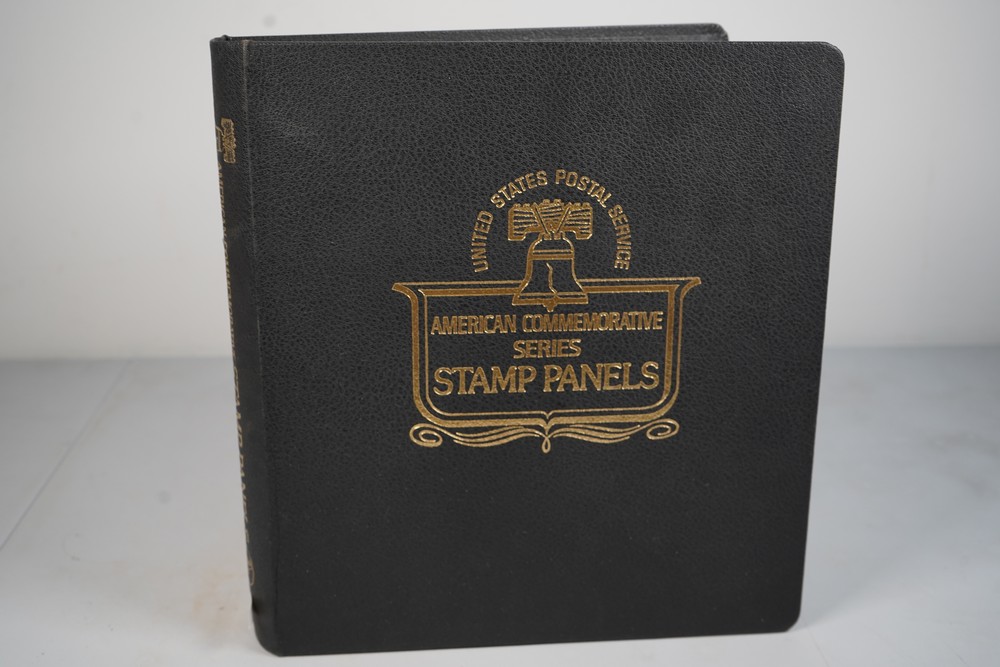 UNITED STATES POSTAL SERVICE
AMERICAN COMMEMORATIVE
SERIES
STAMP PANELS